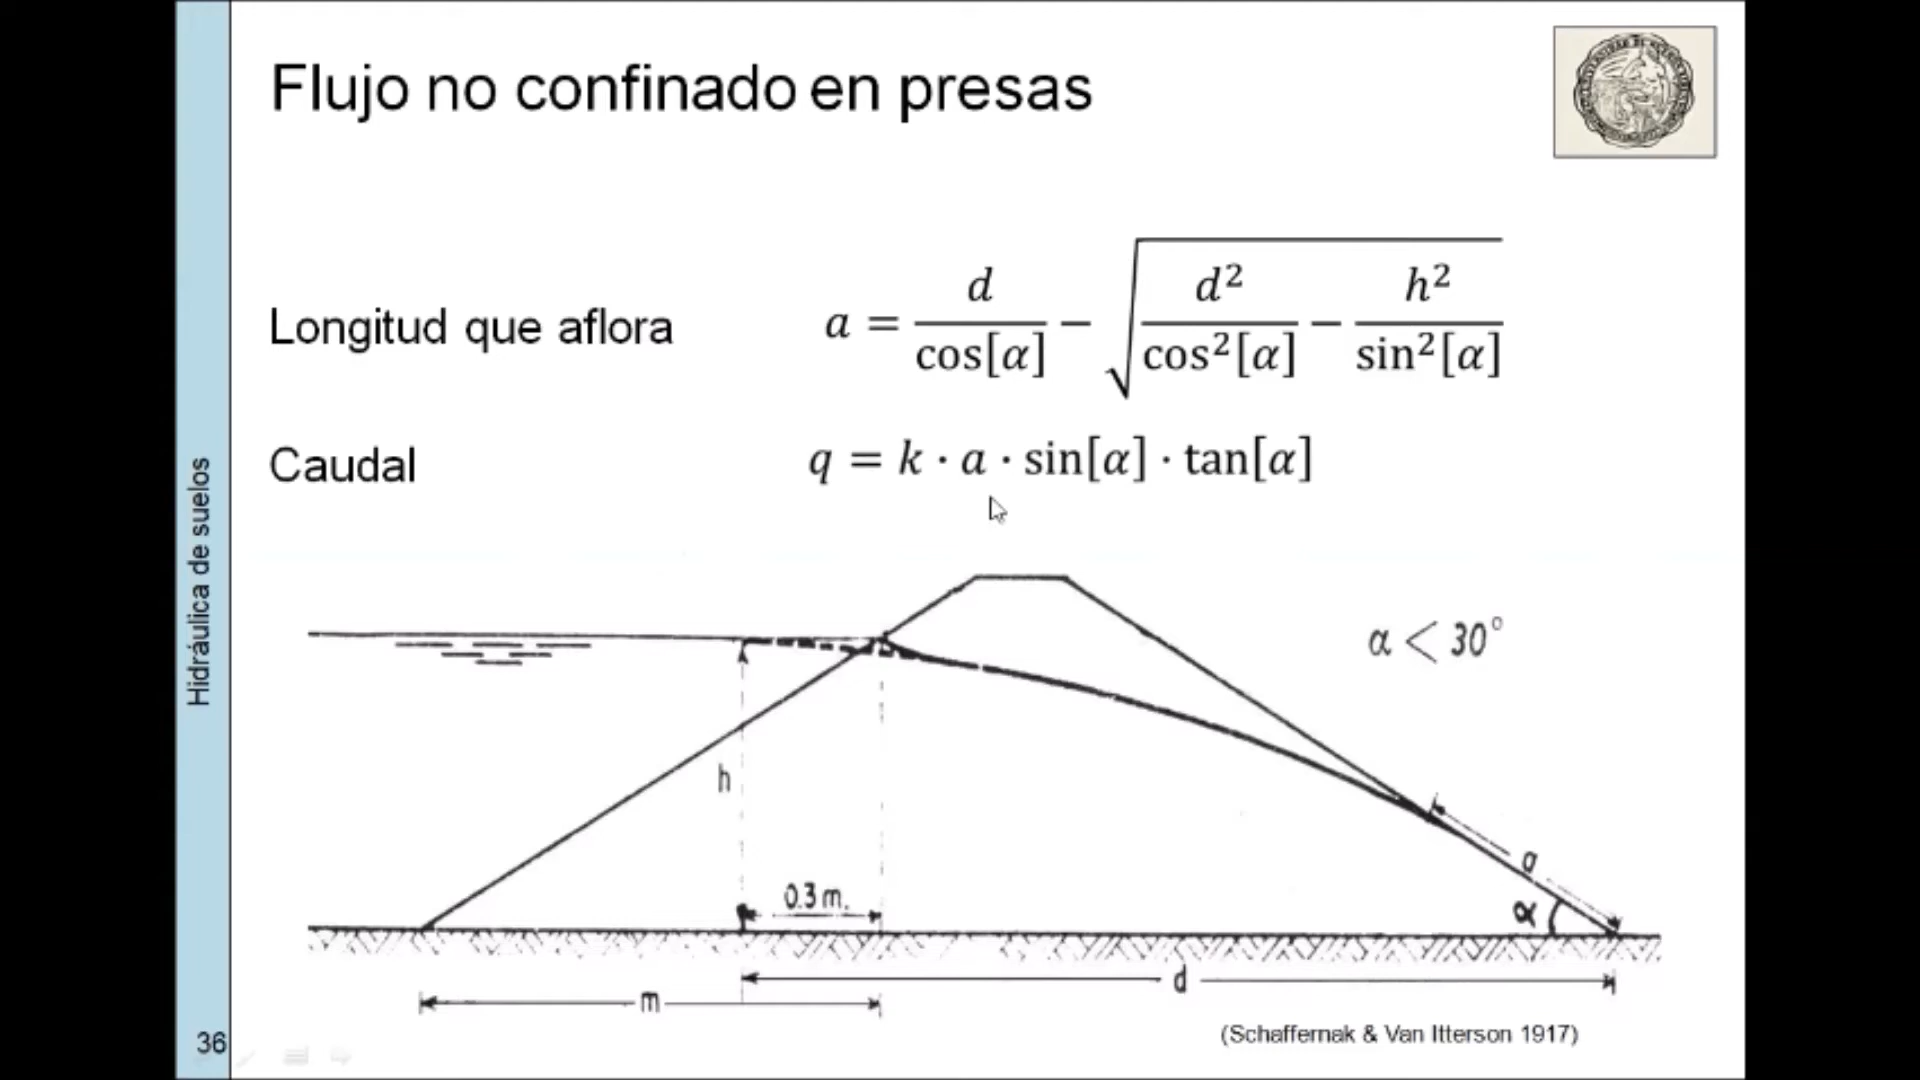 Flujo no confinado en presas
Longitud que aflora
a = d/cos[α] − √(d²/cos²[α] − h²/sin²[α])
Caudal
q = k · a · sin[α] · tan[α]
α < 30°
h
0.3 m.
a
α
d
m
(Schaffernak & Van Itterson 1917)
Hidráulica de suelos
36